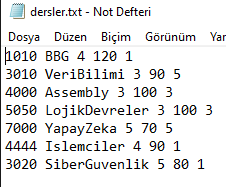 dersler.txt - Not Defteri
Dosya Düzen Biçim Görünüm Yar
1010 BBG 4 120 1
3010 VeriBilimi 3 90 5
4000 Assembly 3 100 3
5050 LojikDevreler 3 100 3
7000 YapayZeka 5 70 5
4444 Islemciler 4 90 1
3020 SiberGuvenlik 5 80 1